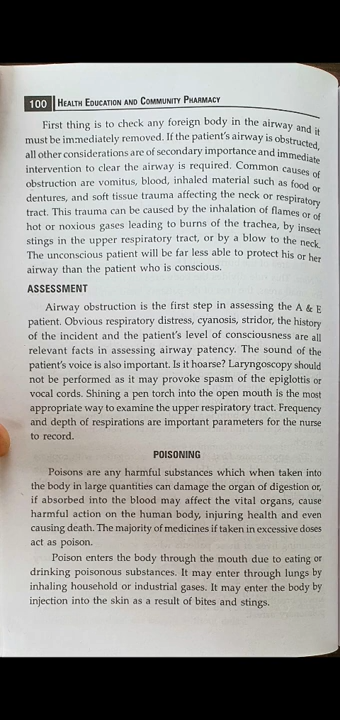 100 HEALTH EDUCATION AND COMMUNITY PHARMACY
First thing is to check any foreign body in the airway and it
must be immediately removed. If the patient's airway is obstructed,
all other considerations are of secondary importance and immediate
intervention to clear the airway is required. Common causes of
obstruction are vomitus, blood, inhaled material such as food or
dentures, and soft tissue trauma affecting the neck or respiratory
tract. This trauma can be caused by the inhalation of flames or of
hot or noxious gases leading to burns of the trachea, by insect
stings in the upper respiratory tract, or by a blow to the neck.
The unconscious patient will be far less able to protect his or her
airway than the patient who is conscious.
ASSESSMENT
Airway obstruction is the first step in assessing the A & E
patient. Obvious respiratory distress, cyanosis, stridor, the history
of the incident and the patient's level of consciousness are all
relevant facts in assessing airway patency. The sound of the
patient's voice is also important. Is it hoarse? Laryngoscopy should
not be performed as it may provoke spasm of the epiglottis or
vocal cords. Shining a pen torch into the open mouth is the most
appropriate way to examine the upper respiratory tract. Frequency
and depth of respirations are important parameters for the nurse
to record.
POISONING
Poisons are any harmful substances which when taken into
the body in large quantities can damage the organ of digestion or,
if absorbed into the blood may affect the vital organs, cause
harmful action on the human body, injuring health and even
causing death. The majority of medicines if taken in excessive doses
act as poison.
Poison enters the body through the mouth due to eating or
drinking poisonous substances. It may enter through lungs by
inhaling household or industrial gases. It may enter the body by
injection into the skin as a result of bites and stings.